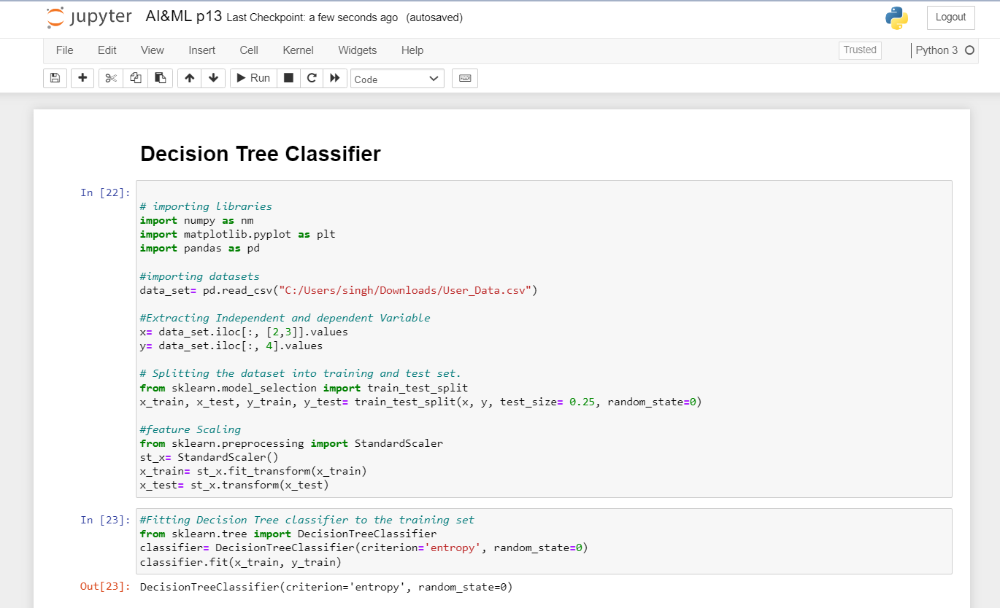 jupyter AI&ML p13 Last Checkpoint: a few seconds ago (autosaved)
Logout
File Edit View Insert Cell Kernel Widgets Help
Trusted
Python 3
Run
Code
Decision Tree Classifier
In [22]:
# importing libraries
import numpy as nm
import matplotlib.pyplot as plt
import pandas as pd
#importing datasets
data_set= pd.read_csv("C:/Users/singh/Downloads/User_Data.csv")
#Extracting Independent and dependent Variable
x= data_set.iloc[:, [2,3]].values
y= data_set.iloc[:, 4].values
# Splitting the dataset into training and test set.
from sklearn.model_selection import train_test_split
x_train, x_test, y_train, y_test= train_test_split(x, y, test_size= 0.25, random_state=0)
#feature Scaling
from sklearn.preprocessing import StandardScaler
st_x= StandardScaler()
x_train= st_x.fit_transform(x_train)
x_test= st_x.transform(x_test)
In [23]: #Fitting Decision Tree classifier to the training set
from sklearn.tree import DecisionTreeClassifier
classifier= DecisionTreeClassifier(criterion='entropy', random_state=0)
classifier.fit(x_train, y_train)
Out[23]: DecisionTreeClassifier(criterion='entropy', random_state=0)